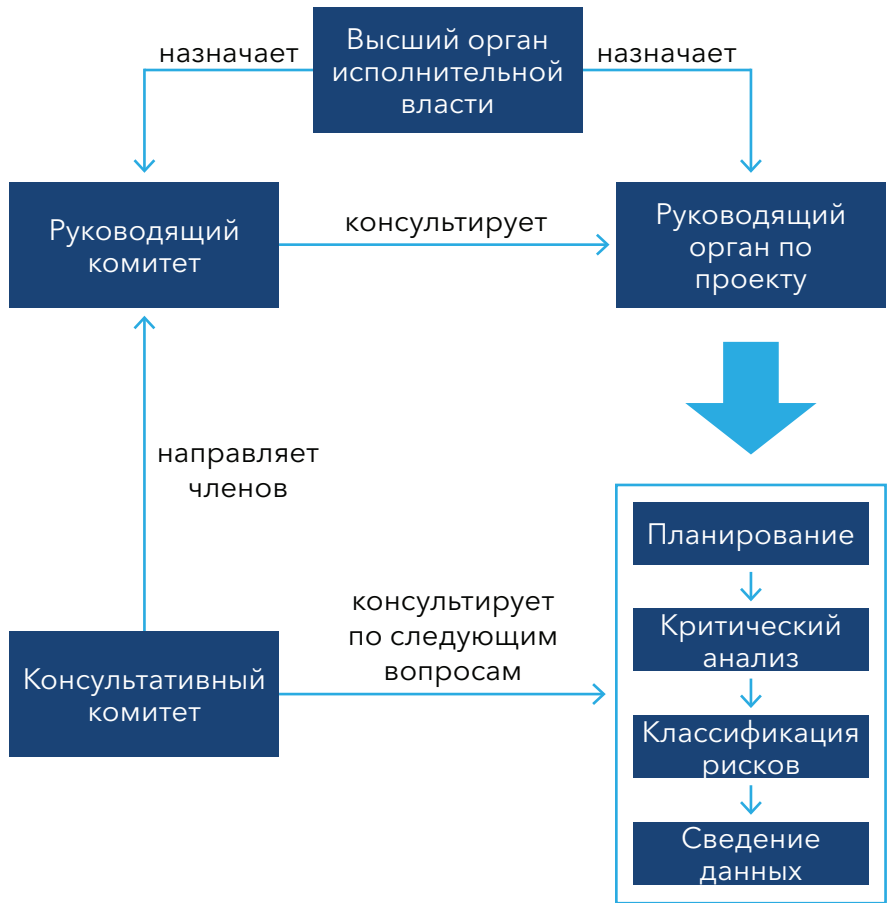 назначает
Высший орган
исполнительной
власти
назначает
Руководящий
комитет
консультирует
Руководящий
орган по
проекту
направляет
членов
Консультативный
комитет
консультирует
по следующим
вопросам
Планирование
Критический
анализ
Классификация
рисков
Сведение
данных